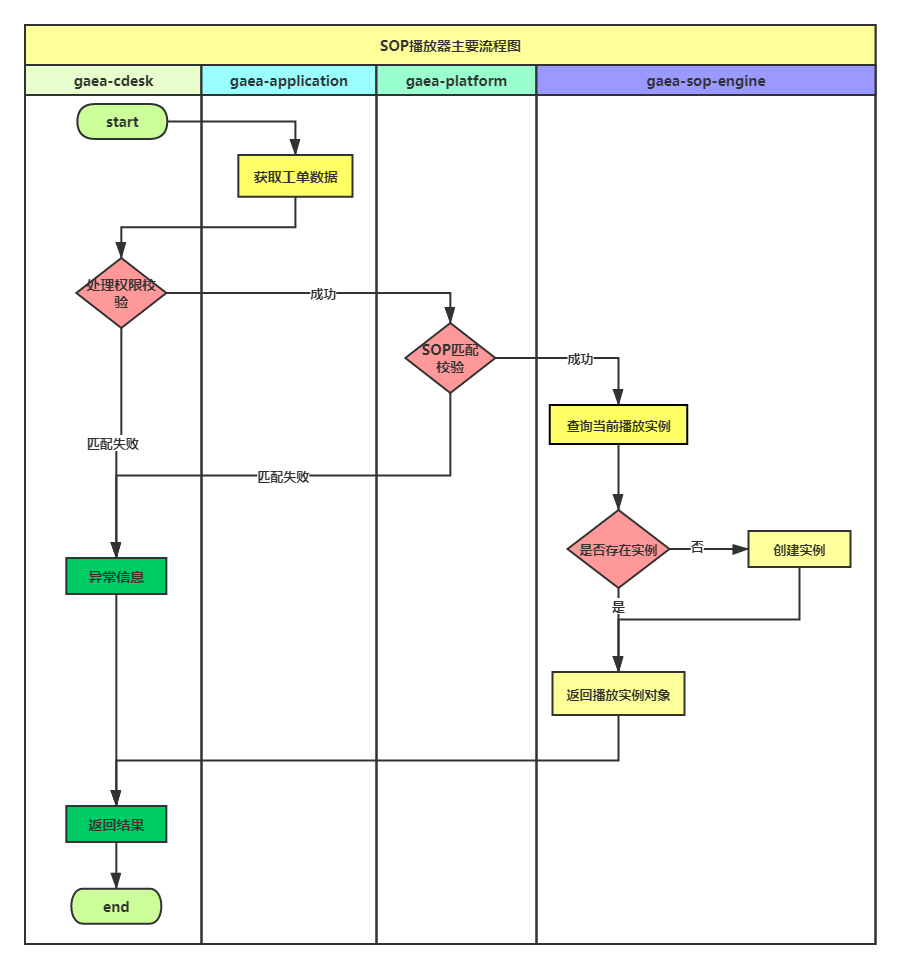 SOP播放器主要流程图
gaea-cdesk
gaea-application
gaea-platform
gaea-sop-engine
start
获取工单数据
处理权限校
验
成功
SOP匹配
校验
成功
查询当前播放实例
匹配失败
匹配失败
是否存在实例
否
创建实例
异常信息
是
返回播放实例对象
返回结果
end